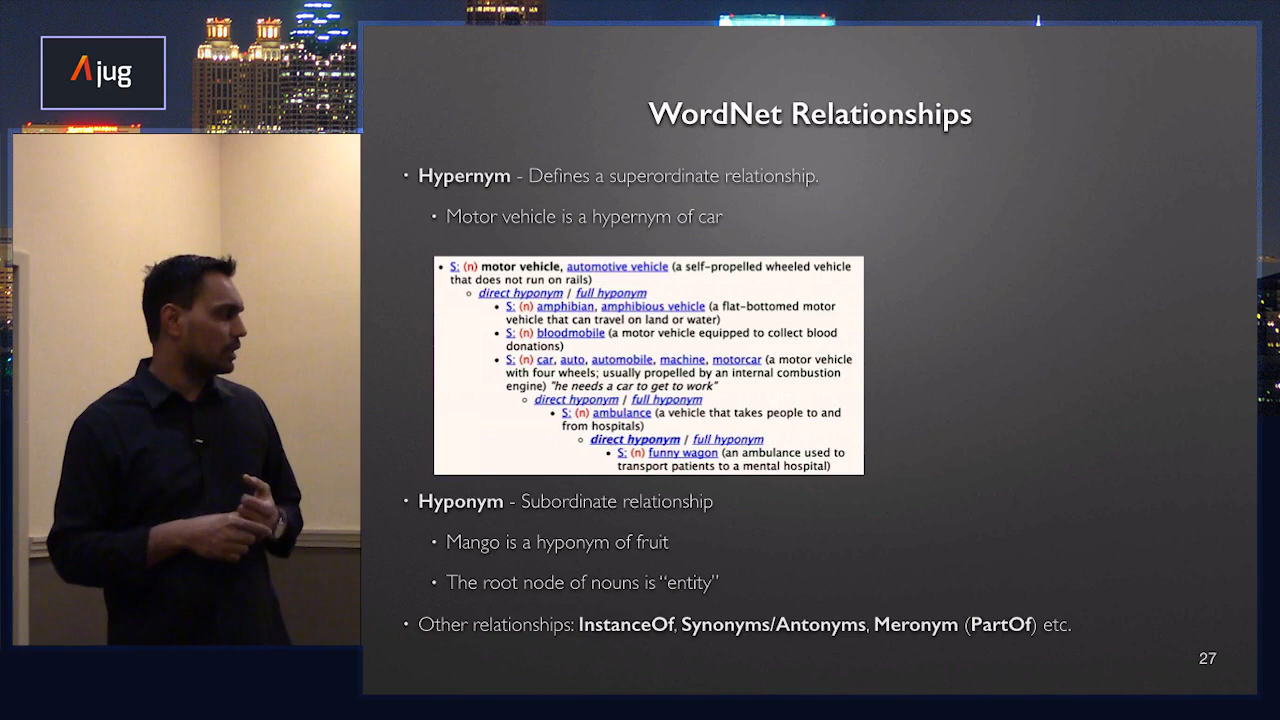 jug
WordNet Relationships
• Hypernym - Defines a superordinate relationship.
• Motor vehicle is a hypernym of car
• S: (n) motor vehicle, automotive vehicle (a self-propelled wheeled vehicle
that does not run on rails)
○ direct hyponym / full hyponym
• S: (n) amphibian, amphibious vehicle (a flat-bottomed motor
vehicle that can travel on land or water)
• S: (n) bloodmobile (a motor vehicle equipped to collect blood
donations)
• S: (n) car, auto, automobile, machine, motorcar (a motor vehicle
with four wheels; usually propelled by an internal combustion
engine) "he needs a car to get to work"
○ direct hyponym / full hyponym
• S: (n) ambulance (a vehicle that takes people to and
from hospitals)
○ direct hyponym / full hyponym
• S: (n) funny wagon (an ambulance used to
transport patients to a mental hospital)
• Hyponym - Subordinate relationship
• Mango is a hyponym of fruit
• The root node of nouns is “entity”
• Other relationships: InstanceOf, Synonyms/Antonyms, Meronym (PartOf) etc.
27